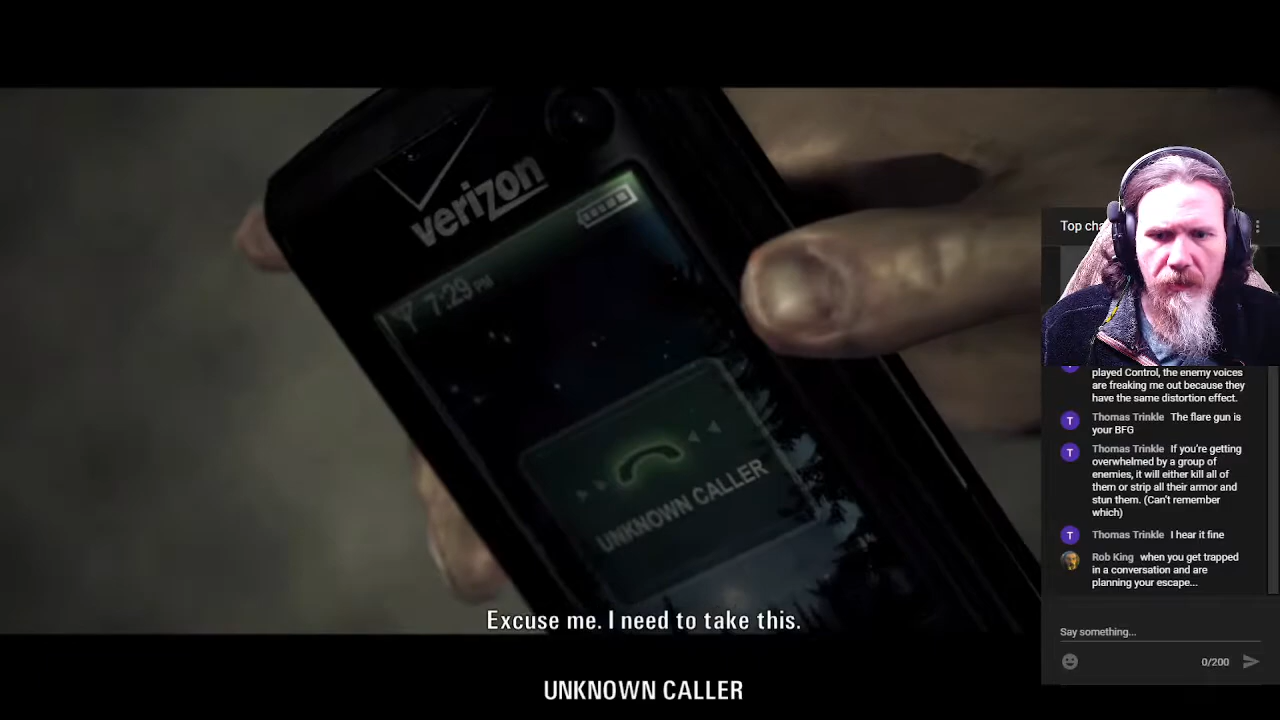 verizon
7:29 PM
UNKNOWN CALLER
Excuse me. I need to take this.
UNKNOWN CALLER
Top cha
played Control, the enemy voices
are freaking me out because they
have the same distortion effect.
T Thomas Trinkle The flare gun is
your BFG
T Thomas Trinkle If you're getting
overwhelmed by a group of
enemies, it will either kill all of
them or strip all their armor and
stun them. (Can't remember
which)
T Thomas Trinkle I hear it fine
Rob King when you get trapped
in a conversation and are
planning your escape...
Say something...
0/200